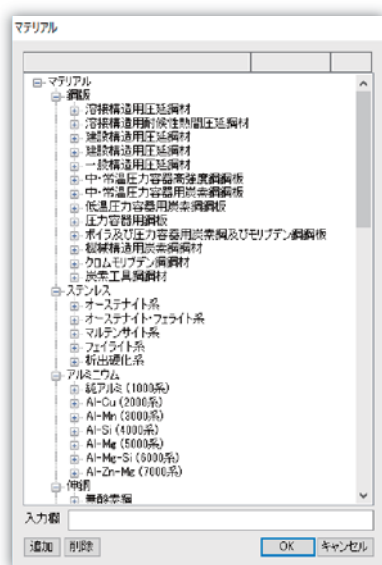 マテリアル
マテリアル
鋼版
溶接構造用圧延鋼材
溶接構造用耐候性熱間圧延鋼材
建設構造用圧延鋼材
建設構造用圧延鋼材
一般構造用圧延鋼材
中・常温圧力容器高強度鋼鋼板
中・常温圧力容器用炭素鋼鋼板
低温圧力容器用炭素鋼鋼板
圧力容器用鋼板
ボイラ及び圧力容器用炭素鋼及びモリブデン鋼鋼板
機械構造用炭素鋼鋼材
クロムモリブデン鋼鋼材
炭素工具鋼鋼材
ステンレス
オーステナイト系
オーステナイト・フェライト系
マルテンサイト系
フェイライト系
析出硬化系
アルミニウム
純アルミ (1000系)
Al-Cu (2000系)
Al-Mn (3000系)
Al-Si (4000系)
Al-Mg (5000系)
Al-Mg-Si (6000系)
Al-Zn-Mg (7000系)
伸銅
無酸素銅
入力欄
追加 削除 OK キャンセル